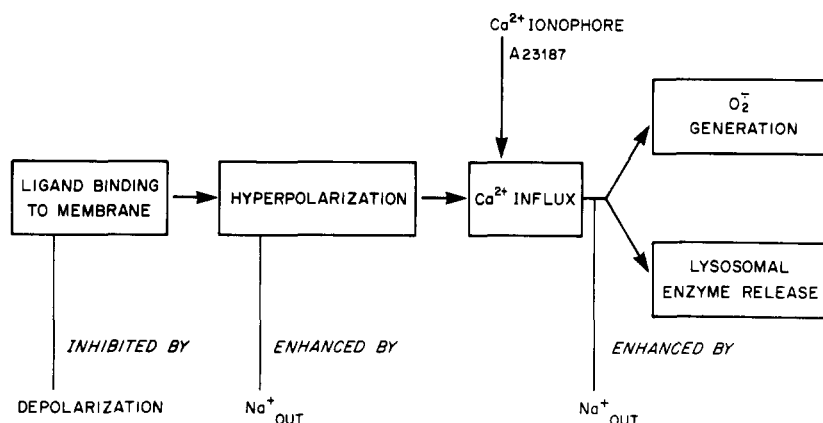 Ca²⁺ IONOPHORE
A23187
O₂⁻
GENERATION
LIGAND BINDING
TO MEMBRANE
HYPERPOLARIZATION
Ca²⁺ INFLUX
LYSOSOMAL
ENZYME RELEASE
INHIBITED BY
ENHANCED BY
ENHANCED BY
DEPOLARIZATION
Na⁺OUT
Na⁺OUT